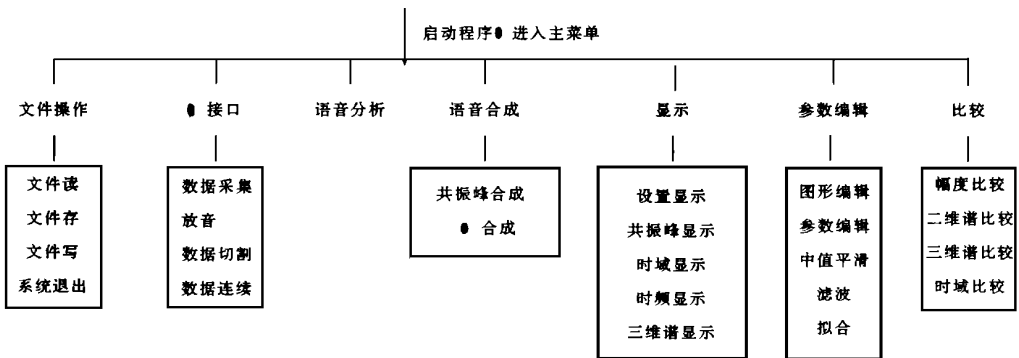 启动程序● 进入主菜单
文件操作
● 接口
语音分析
语音合成
显示
参数编辑
比较
文件读
文件存
文件写
系统退出
数据采集
放音
数据切割
数据连续
共振峰合成
● 合成
设置显示
共振峰显示
时域显示
时频显示
三维谱显示
图形编辑
参数编辑
中值平滑
滤波
拟合
幅度比较
二维谱比较
三维谱比较
时域比较